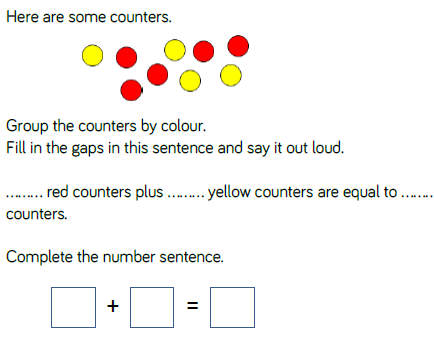 Here are some counters.
Group the counters by colour.
Fill in the gaps in this sentence and say it out loud.
......... red counters plus ......... yellow counters are equal to ........
counters.
Complete the number sentence.
+ =